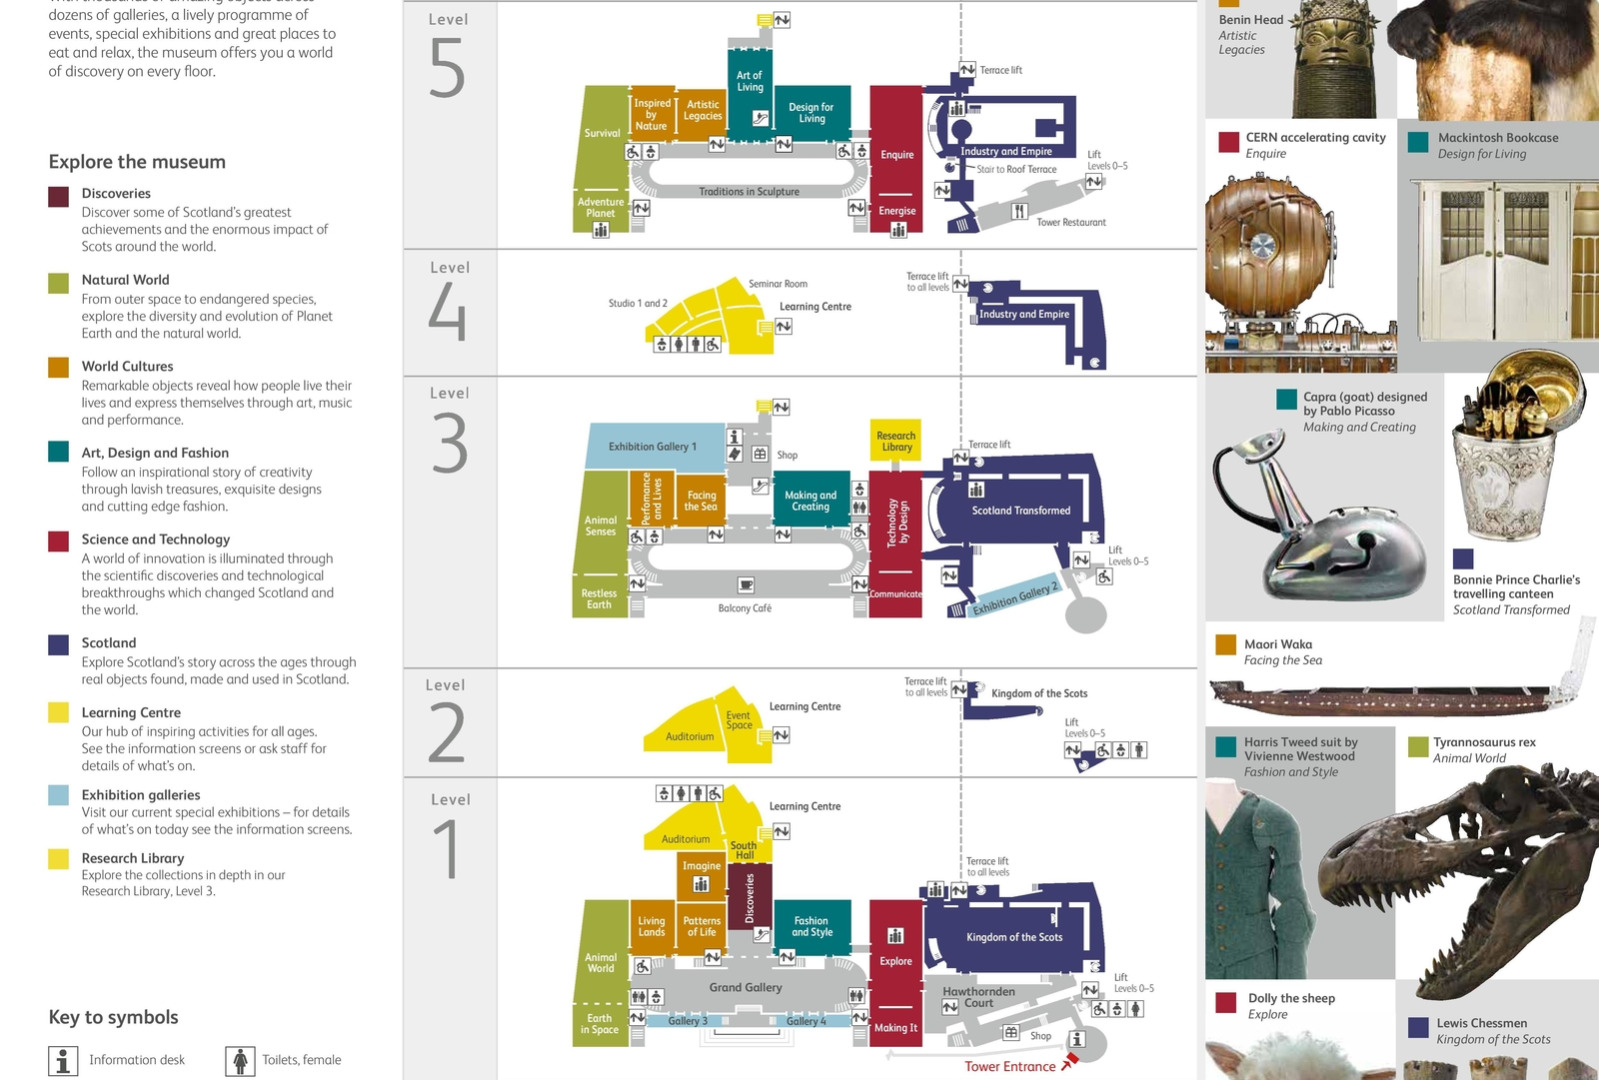 With thousands of amazing objects across
dozens of galleries, a lively programme of
events, special exhibitions and great places to
eat and relax, the museum offers you a world
of discovery on every floor.
Explore the museum
Discoveries
Discover some of Scotland's greatest
achievements and the enormous impact of
Scots around the world.
Natural World
From outer space to endangered species,
explore the diversity and evolution of Planet
Earth and the natural world.
World Cultures
Remarkable objects reveal how people live their
lives and express themselves through art, music
and performance.
Art, Design and Fashion
Follow an inspirational story of creativity
through lavish treasures, exquisite designs
and cutting edge fashion.
Science and Technology
A world of innovation is illuminated through
the scientific discoveries and technological
breakthroughs which changed Scotland and
the world.
Scotland
Explore Scotland's story across the ages through
real objects found, made and used in Scotland.
Learning Centre
Our hub of inspiring activities for all ages.
See the information screens or ask staff for
details of what's on.
Exhibition galleries
Visit our current special exhibitions – for details
of what's on today see the information screens.
Research Library
Explore the collections in depth in our
Research Library, Level 3.
Key to symbols
Information desk
Toilets, female
Level
5
Art of
Living
Inspired
by
Nature
Artistic
Legacies
Design for
Living
Survival
Enquire
Traditions in Sculpture
Adventure
Planet
Energise
Terrace lift
Industry and Empire
Stair to Roof Terrace
Lift
Levels 0–5
Tower Restaurant
Level
4
Seminar Room
Studio 1 and 2
Learning Centre
Terrace lift
to all levels
Industry and Empire
Level
3
Exhibition Gallery 1
Shop
Research
Library
Terrace lift
Performance
and Lives
Facing
the Sea
Making and
Creating
Technology
by Design
Scotland Transformed
Animal
Senses
Restless
Earth
Communicate
Balcony Café
Exhibition Gallery 2
Lift
Levels 0–5
Level
2
Learning Centre
Event
Space
Auditorium
Terrace lift
to all levels
Kingdom of the Scots
Lift
Levels 0–5
Level
1
Learning Centre
Auditorium
South
Hall
Imagine
Discoveries
Living
Lands
Patterns
of Life
Fashion
and Style
Terrace lift
to all levels
Kingdom of the Scots
Animal
World
Explore
Grand Gallery
Hawthornden
Court
Lift
Levels 0–5
Earth
in Space
Gallery 3
Gallery 4
Making It
Shop
Tower Entrance
Benin Head
Artistic
Legacies
CERN accelerating cavity
Enquire
Mackintosh Bookcase
Design for Living
Capra (goat) designed
by Pablo Picasso
Making and Creating
Bonnie Prince Charlie's
travelling canteen
Scotland Transformed
Maori Waka
Facing the Sea
Harris Tweed suit by
Vivienne Westwood
Fashion and Style
Tyrannosaurus rex
Animal World
Dolly the sheep
Explore
Lewis Chessmen
Kingdom of the Scots